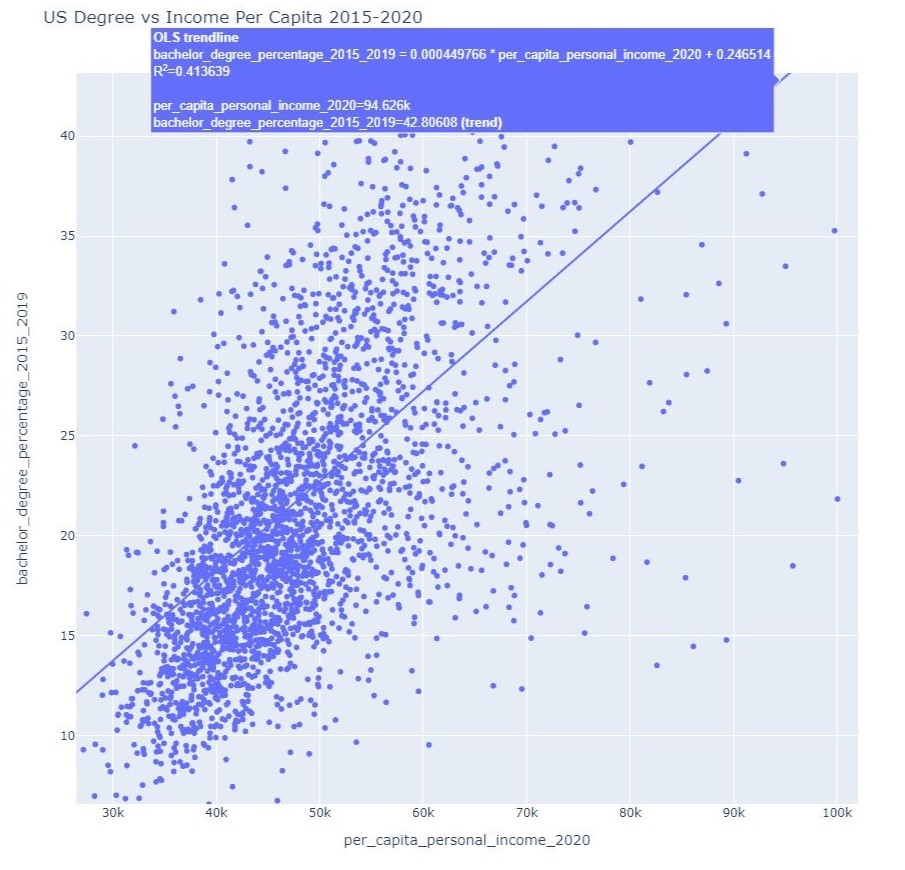 US Degree vs Income Per Capita 2015-2020
OLS trendline
bachelor_degree_percentage_2015_2019 = 0.000449766 * per_capita_personal_income_2020 + 0.246514
R²=0.413639
per_capita_personal_income_2020=94.626k
bachelor_degree_percentage_2015_2019=42.80608 (trend)
40
35
30
25
20
15
10
bachelor_degree_percentage_2015_2019
30k 40k 50k 60k 70k 80k 90k 100k
per_capita_personal_income_2020